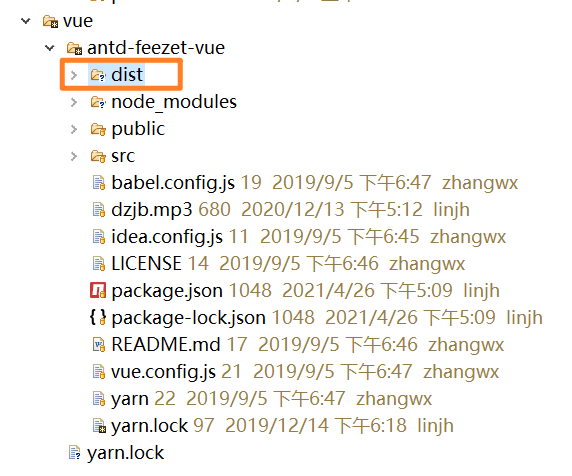 vue
antd-feezet-vue
dist
node_modules
public
src
babel.config.js 19 2019/9/5 下午6:47 zhangwx
dzjb.mp3 680 2020/12/13 下午5:12 linjh
idea.config.js 11 2019/9/5 下午6:45 zhangwx
LICENSE 14 2019/9/5 下午6:46 zhangwx
package.json 1048 2021/4/26 下午5:09 linjh
package-lock.json 1048 2021/4/26 下午5:09 linjh
README.md 17 2019/9/5 下午6:46 zhangwx
vue.config.js 21 2019/9/5 下午6:47 zhangwx
yarn 22 2019/9/5 下午6:47 zhangwx
yarn.lock 97 2019/12/14 下午6:18 linjh
yarn.lock